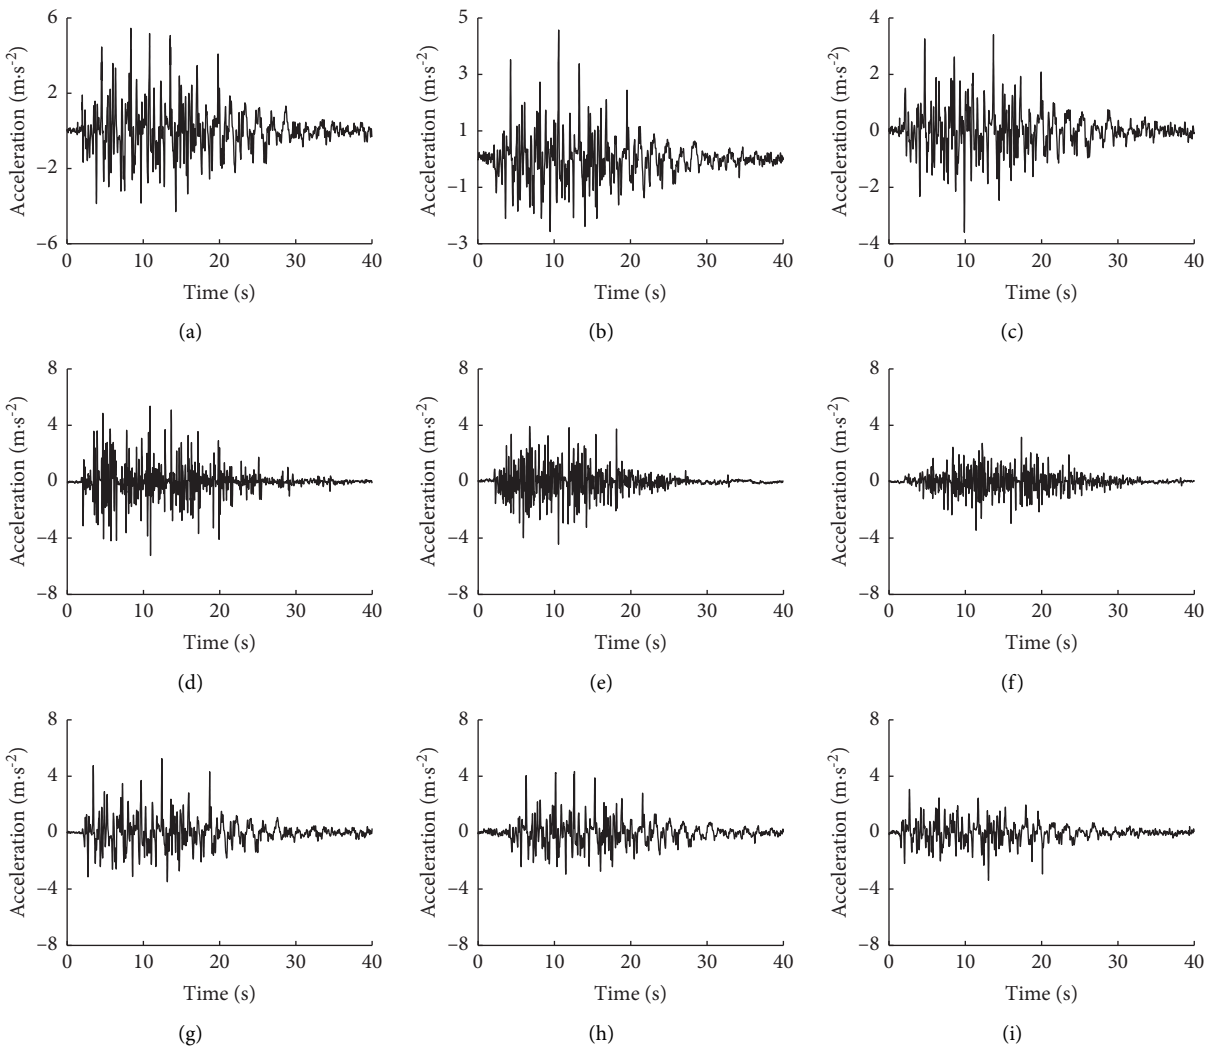 Acceleration (m·s-2)
6
2
−2
−6
0 10 20 30 40
Time (s)
(a)
Acceleration (m·s-2)
5
3
1
−1
−3
0 10 20 30 40
Time (s)
(b)
Acceleration (m·s-2)
4
2
0
−2
−4
0 10 20 30 40
Time (s)
(c)
Acceleration (m·s-2)
8
4
0
−4
−8
0 10 20 30 40
Time (s)
(d)
Acceleration (m·s-2)
8
4
0
−4
−8
0 10 20 30 40
Time (s)
(e)
Acceleration (m·s-2)
8
4
0
−4
−8
0 10 20 30 40
Time (s)
(f)
Acceleration (m·s-2)
8
4
0
−4
−8
0 10 20 30 40
Time (s)
(g)
Acceleration (m·s-2)
8
4
0
−4
−8
0 10 20 30 40
Time (s)
(h)
Acceleration (m·s-2)
8
4
0
−4
−8
0 10 20 30 40
Time (s)
(i)